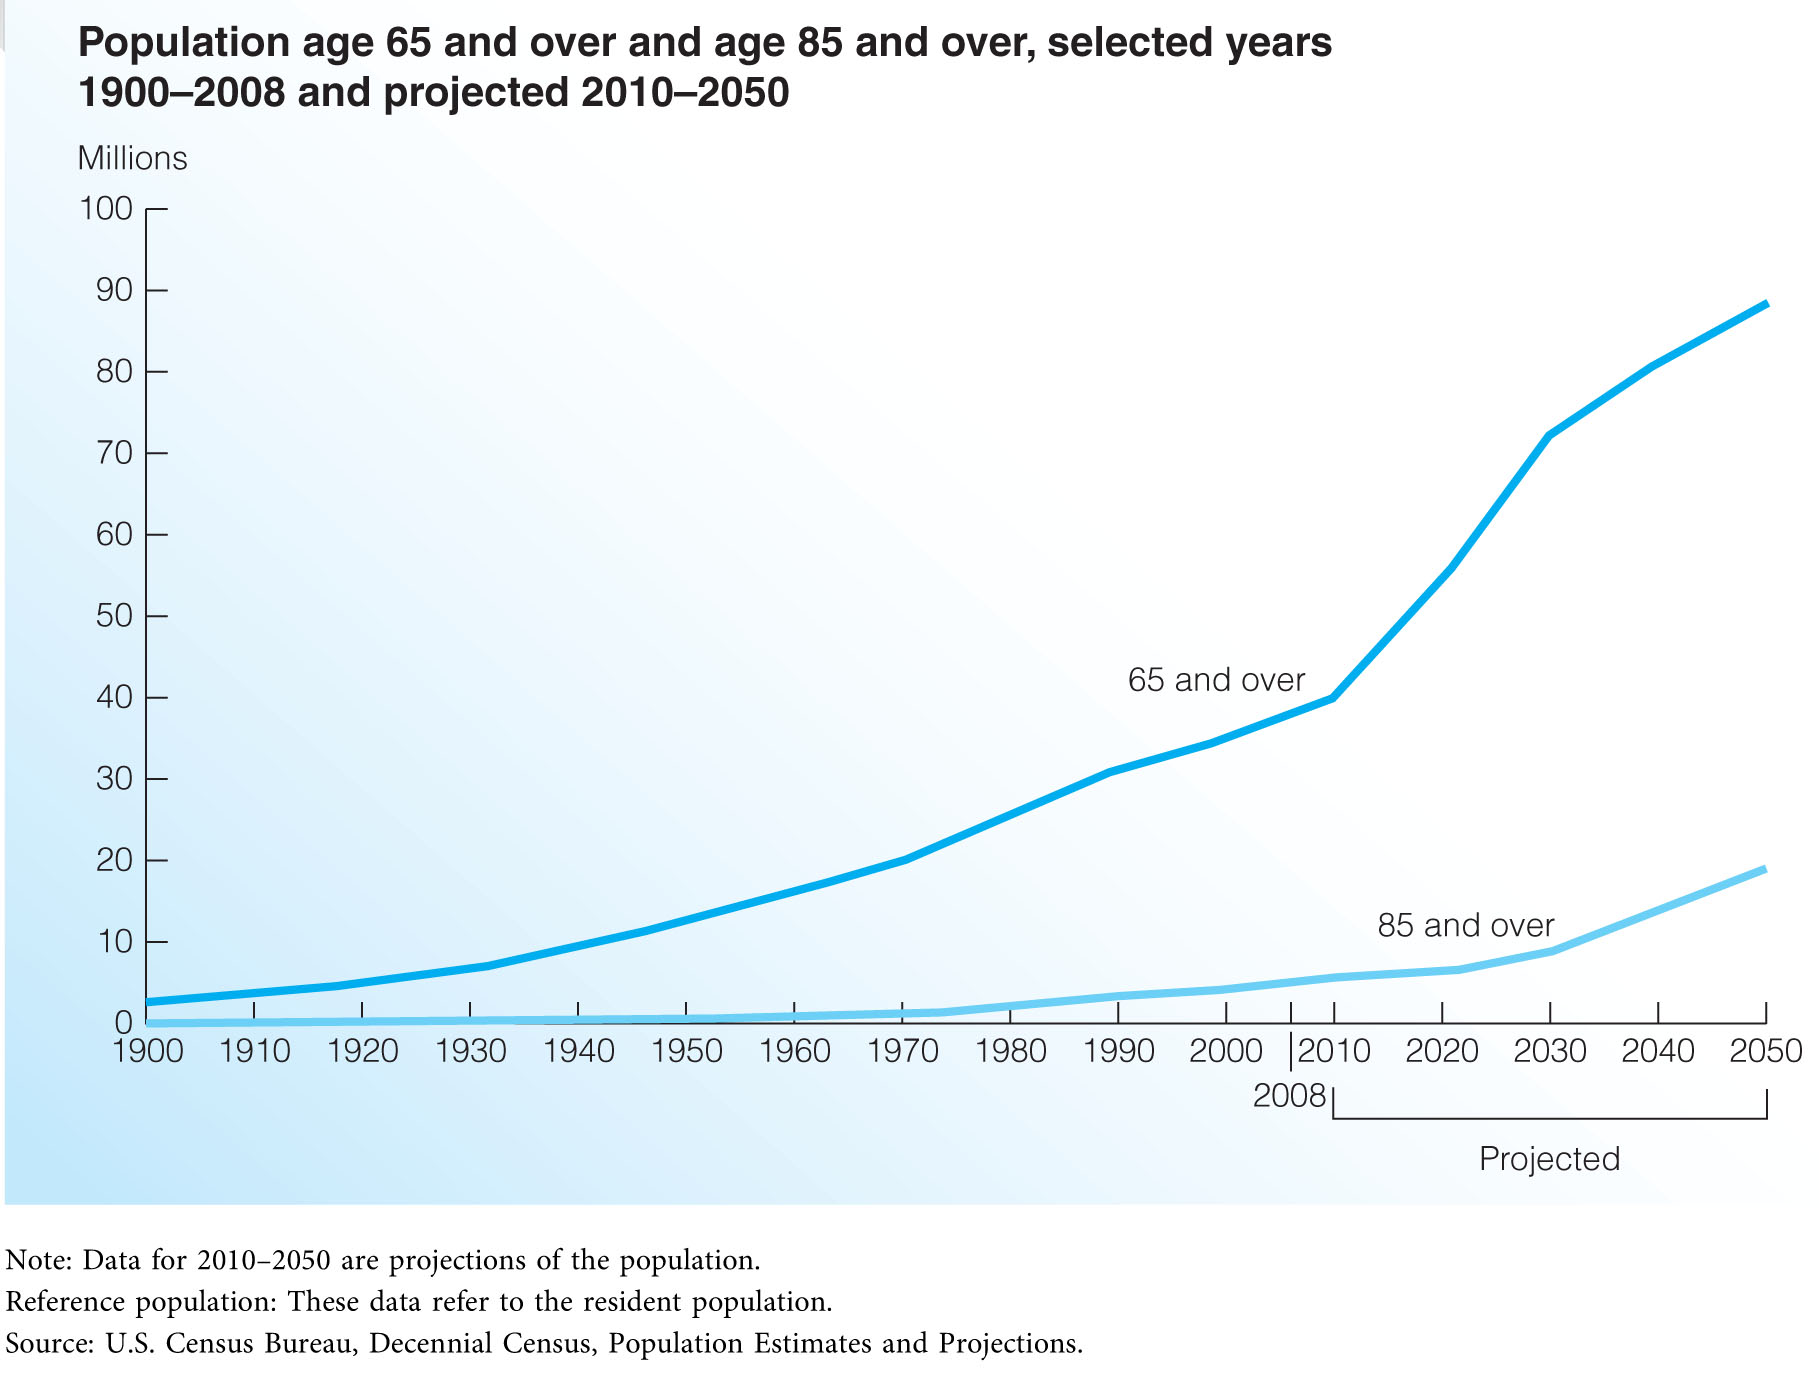 Population age 65 and over and age 85 and over, selected years
1900–2008 and projected 2010–2050
Millions
100
90
80
70
60
50
40
30
20
10
0
65 and over
85 and over
1900 1910 1920 1930 1940 1950 1960 1970 1980 1990 2000 2010 2020 2030 2040 2050
2008
Projected
Note: Data for 2010–2050 are projections of the population.
Reference population: These data refer to the resident population.
Source: U.S. Census Bureau, Decennial Census, Population Estimates and Projections.